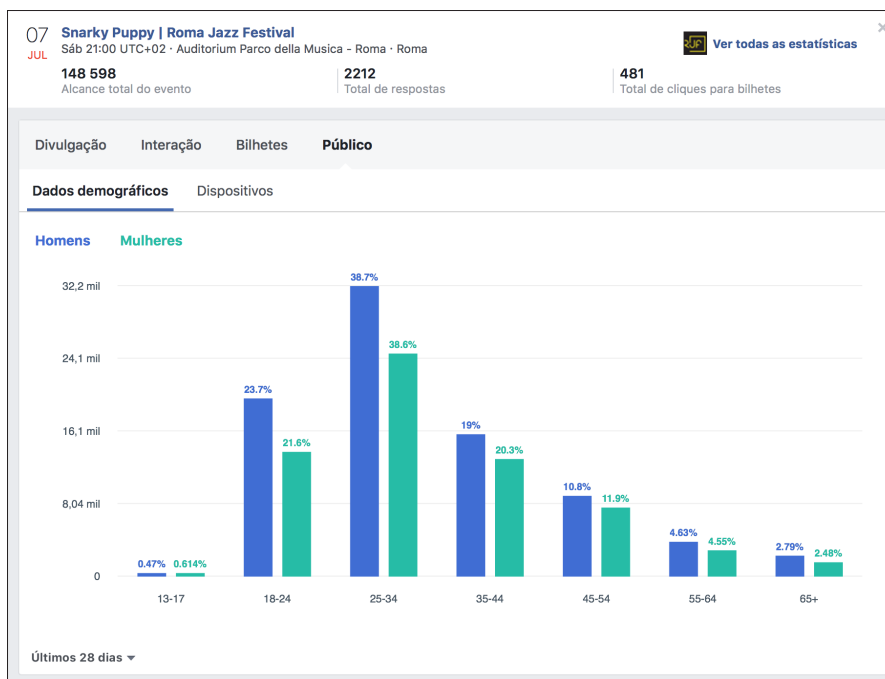 07
JUL
Snarky Puppy | Roma Jazz Festival
Sáb 21:00 UTC+02 · Auditorium Parco della Musica - Roma · Roma
RJF
Ver todas as estatísticas
148 598
Alcance total do evento
2212
Total de respostas
481
Total de cliques para bilhetes
Divulgação Interação Bilhetes Público
Dados demográficos Dispositivos
Homens Mulheres
32,2 mil
24,1 mil
16,1 mil
8,04 mil
0
0.47% 0.614%
23.7% 21.6%
38.7% 38.6%
19% 20.3%
10.8% 11.9%
4.63% 4.55%
2.79% 2.48%
13-17 18-24 25-34 35-44 45-54 55-64 65+
Últimos 28 dias